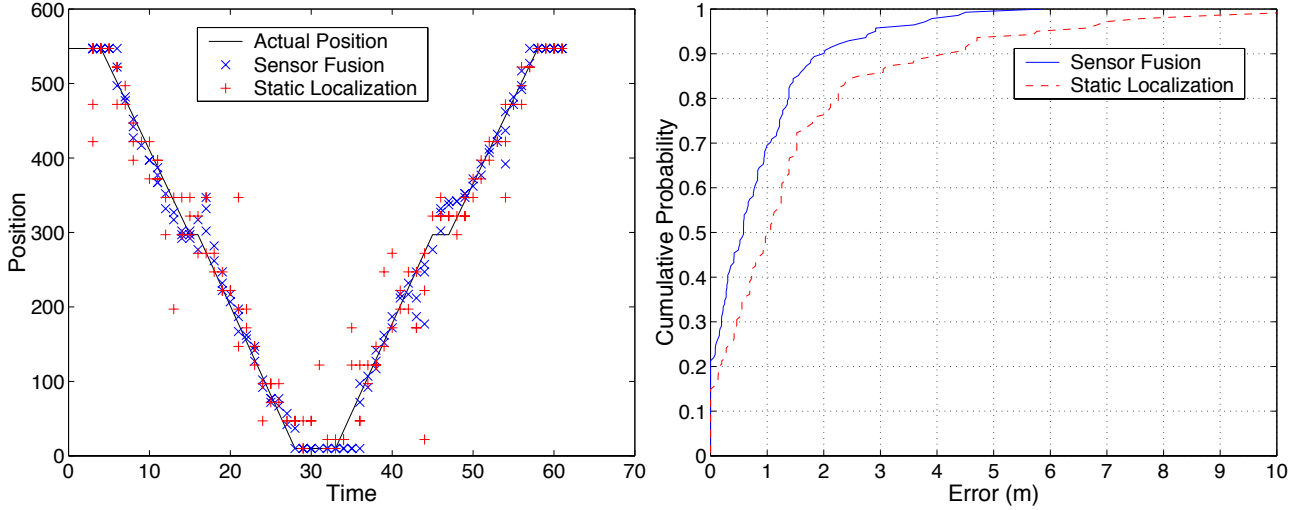 600
500
400
300
200
100
0
Position
0 10 20 30 40 50 60 70
Time
Actual Position
Sensor Fusion
Static Localization
1
0.9
0.8
0.7
0.6
0.5
0.4
0.3
0.2
0.1
0
Cumulative Probability
0 1 2 3 4 5 6 7 8 9 10
Error (m)
Sensor Fusion
Static Localization